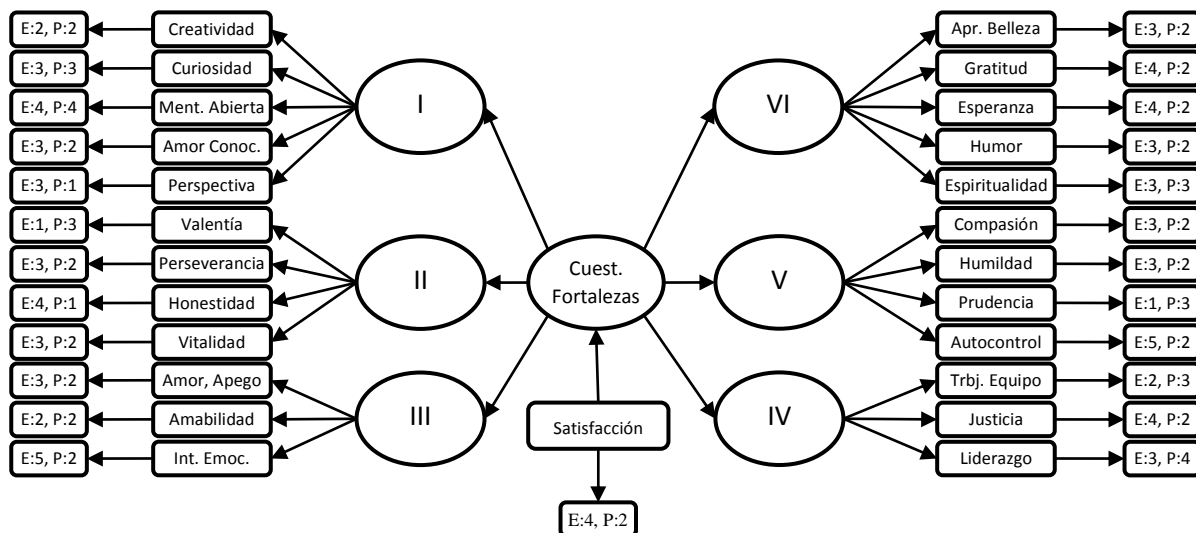 E:2, P:2
Creatividad
E:3, P:3
Curiosidad
E:4, P:4
Ment. Abierta
E:3, P:2
Amor Conoc.
E:3, P:1
Perspectiva
I
E:1, P:3
Valentía
E:3, P:2
Perseverancia
E:4, P:1
Honestidad
E:3, P:2
Vitalidad
II
E:3, P:2
Amor, Apego
E:2, P:2
Amabilidad
E:5, P:2
Int. Emoc.
III
Cuest.
Fortalezas
Satisfacción
E:4, P:2
VI
Apr. Belleza
E:3, P:2
Gratitud
E:4, P:2
Esperanza
E:4, P:2
Humor
E:3, P:2
Espiritualidad
E:3, P:3
V
Compasión
E:3, P:2
Humildad
E:3, P:2
Prudencia
E:1, P:3
Autocontrol
E:5, P:2
IV
Trbj. Equipo
E:2, P:3
Justicia
E:4, P:2
Liderazgo
E:3, P:4